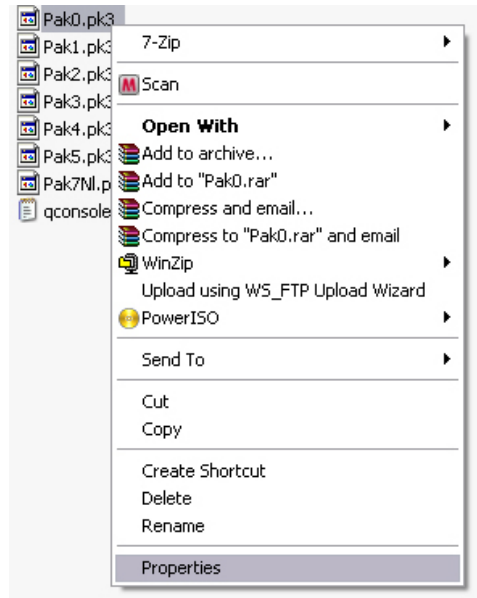 Pak0.pk3
Pak1.pk3
Pak2.pk3
Pak3.pk3
Pak4.pk3
Pak5.pk3
Pak7Nl.p
qconsole
7-Zip
Scan
Open With
Add to archive...
Add to "Pak0.rar"
Compress and email...
Compress to "Pak0.rar" and email
WinZip
Upload using WS_FTP Upload Wizard
PowerISO
Send To
Cut
Copy
Create Shortcut
Delete
Rename
Properties